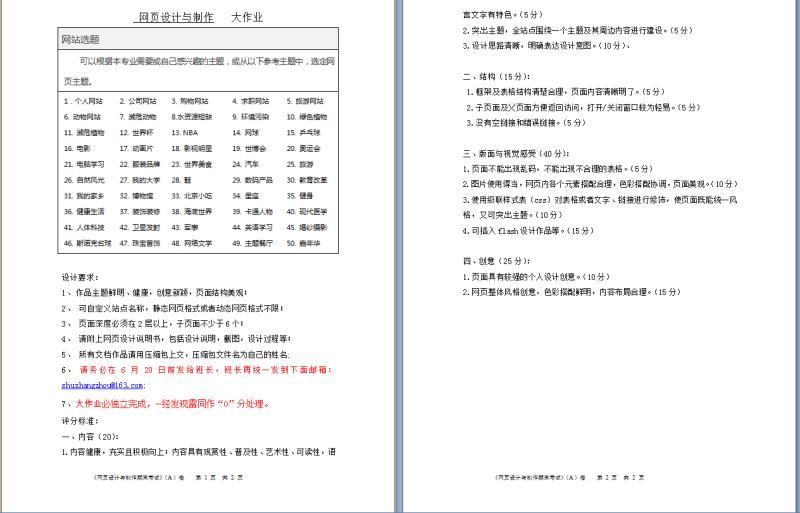 网页设计与制作 大作业
网站选题
可以根据本专业需要或自己感兴趣的主题，或从以下参考主题中，选定网
页主题。
1．个人网站 2. 公司网站 3. 购物网站 4. 求职网站 5. 旅游网站
6. 动物网站 7. 濒危动物 8.水资源短缺 9. 环境污染 10. 绿色植物
11. 濒危植物 12. 世界杯 13. NBA 14. 网球 15. 乒乓球
16. 电影 17. 动画片 18. 影视明星 19. 世博会 20. 奥运会
21. 电脑学习 22. 服装品牌 23. 世界美食 24. 汽车 25. 旅游
26. 自然风光 27. 我的大学 28. 鞋 29. 数码产品 30. 教育改革
31. 我的家乡 32. 博物馆 33. 北京小吃 34. 星座 35. 健身
36. 健康生活 37. 装饰装修 38. 海底世界 39. 卡通人物 40. 现代医学
41. 人体科技 42. 卫星发射 43. 军事 44. 英语学习 45. 婚纱摄影
46. 斯诺克台球 47. 珠宝首饰 48. 网络文学 49. 主题餐厅 50. 嘉年华
设计要求：
1、 作品主题鲜明、健康，创意新颖，页面结构美观；
2、 可自定义站点名称，静态网页格式或者动态网页格式不限；
3、 页面深度必须在 2 层以上，子页面不少于 6 个；
4、 请附上网页设计说明书，包括设计说明，截图，设计过程等；
5、 所有文档作品请用压缩包上交，压缩包文件名为自己的姓名;
6、 请务必在 6 月 20 日前发给班长，班长再统一发到下面邮箱：
shuzhangzhou@163.com;
7、大作业必独立完成，一经发现雷同作“0”分处理。
评分标准：
一、内容（20）：
1.内容健康，充实且积极向上；内容具有观赏性、普及性、艺术性、可读性，语
《网页设计与制作期末考试》（A）卷 第 1 页 共 2 页
言文字有特色。（5 分）
2.突出主题，全站点围绕一个主题及其周边内容进行建设。（5 分）
3.设计思路清晰，明确表达设计意图。（10 分）、
二、结构（15 分）：
1.框架及表格结构清楚合理，页面内容清晰明了。（5 分）
2.子页面及父页面方便返回访问，打开/关闭窗口较为轻易。（5 分）
3.没有空链接和错误链接。（5 分）
三、版面与视觉感受（40 分）：
1.页面不能出现乱码，不能出现不合理的表格。（5 分）
2.图片使用得当，网页内各个元素搭配合理，色彩搭配协调，页面美观。（10 分）
3.使用级联样式表（css）对表格或者文字、链接进行修饰，使页面既能统一风
格，又可突出主题。（10 分）
4.可插入 flash 设计作品等。（15 分）
四、创意（25 分）：
1.页面具有较强的个人设计创意。（10 分）
2.网页整体风格创意，色彩搭配鲜明，内容布局合理。（15 分）
《网页设计与制作期末考试》（A）卷 第 2 页 共 2 页